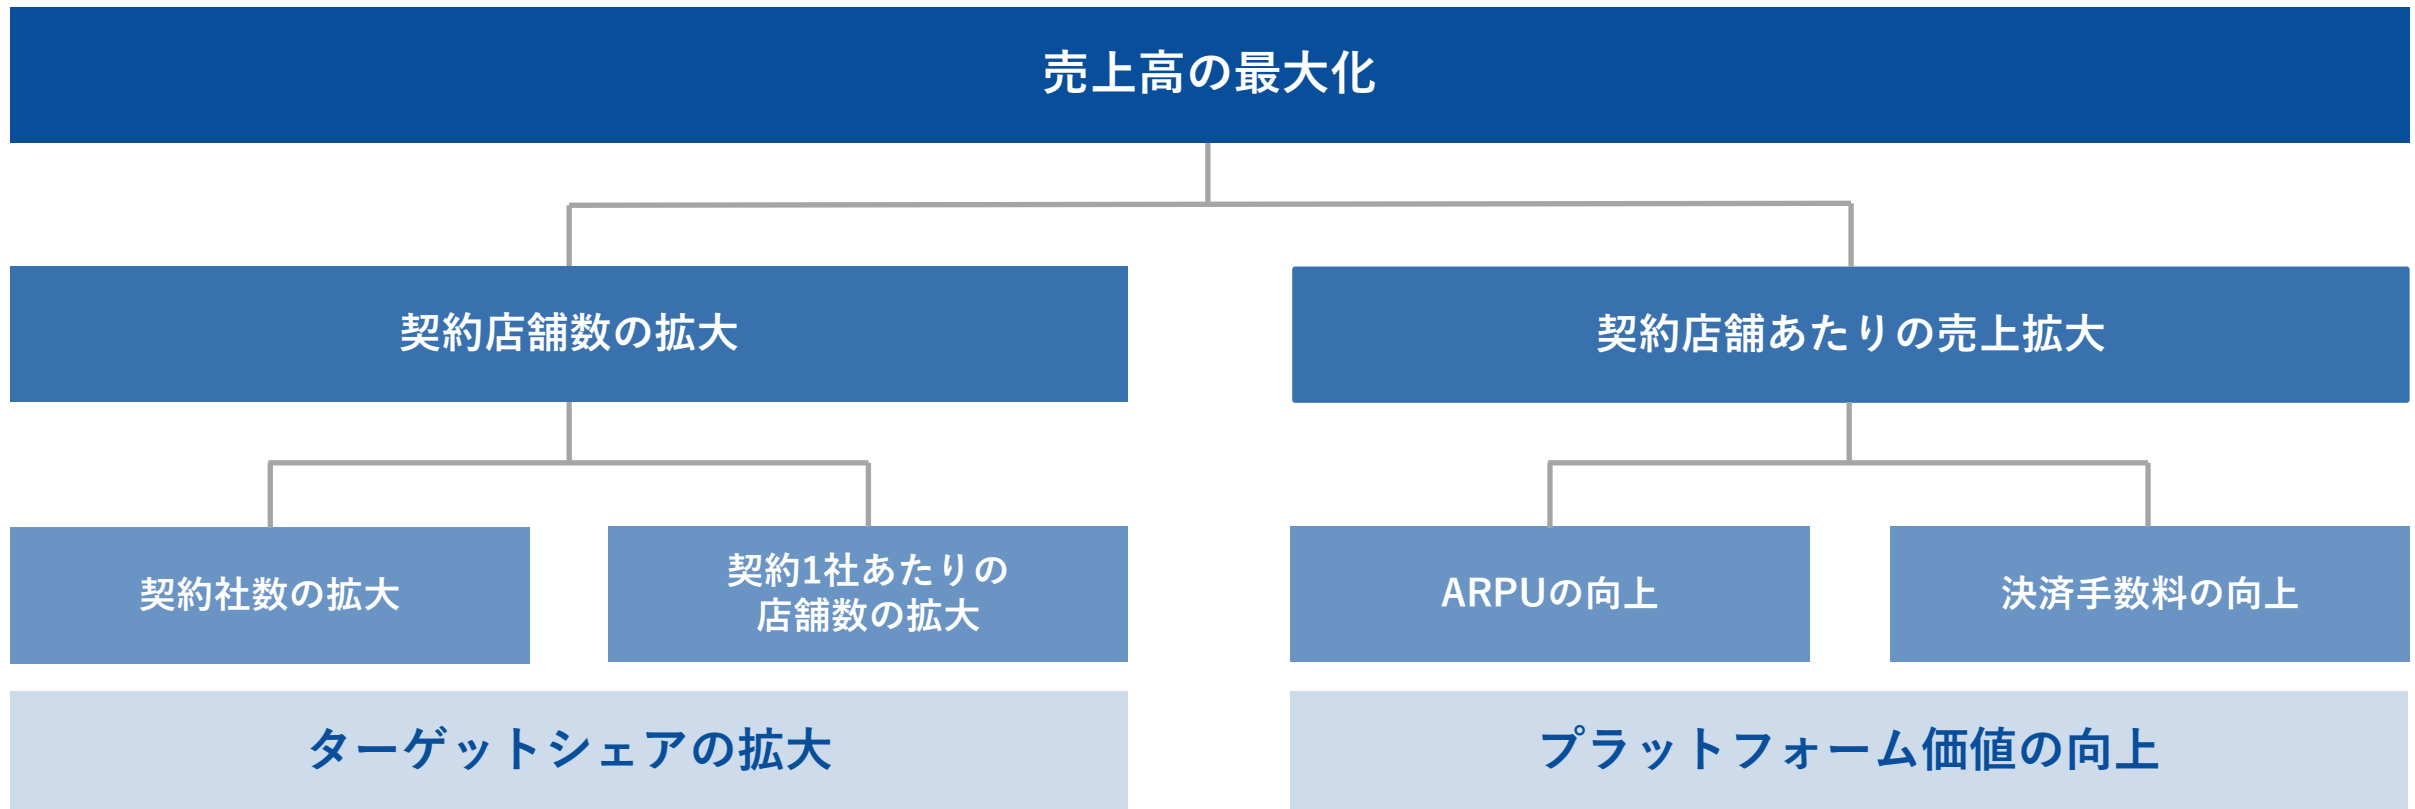 売上高の最大化
契約店舗数の拡大
契約店舗あたりの売上拡大
契約社数の拡大
契約1社あたりの
店舗数の拡大
ARPUの向上
決済手数料の向上
ターゲットシェアの拡大
プラットフォーム価値の向上